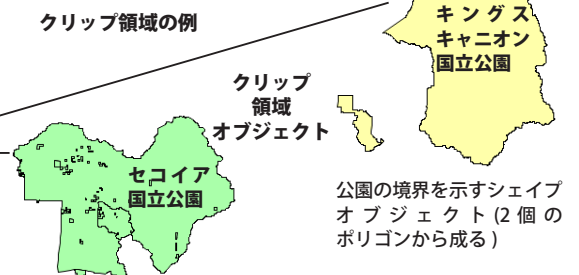 クリップ領域の例
キングス
キャニオン
国立公園
クリップ
領域
オブジェクト
セコイア
国立公園
公園の境界を示すシェイプ
オブジェクト(2個の
ポリゴンから成る)